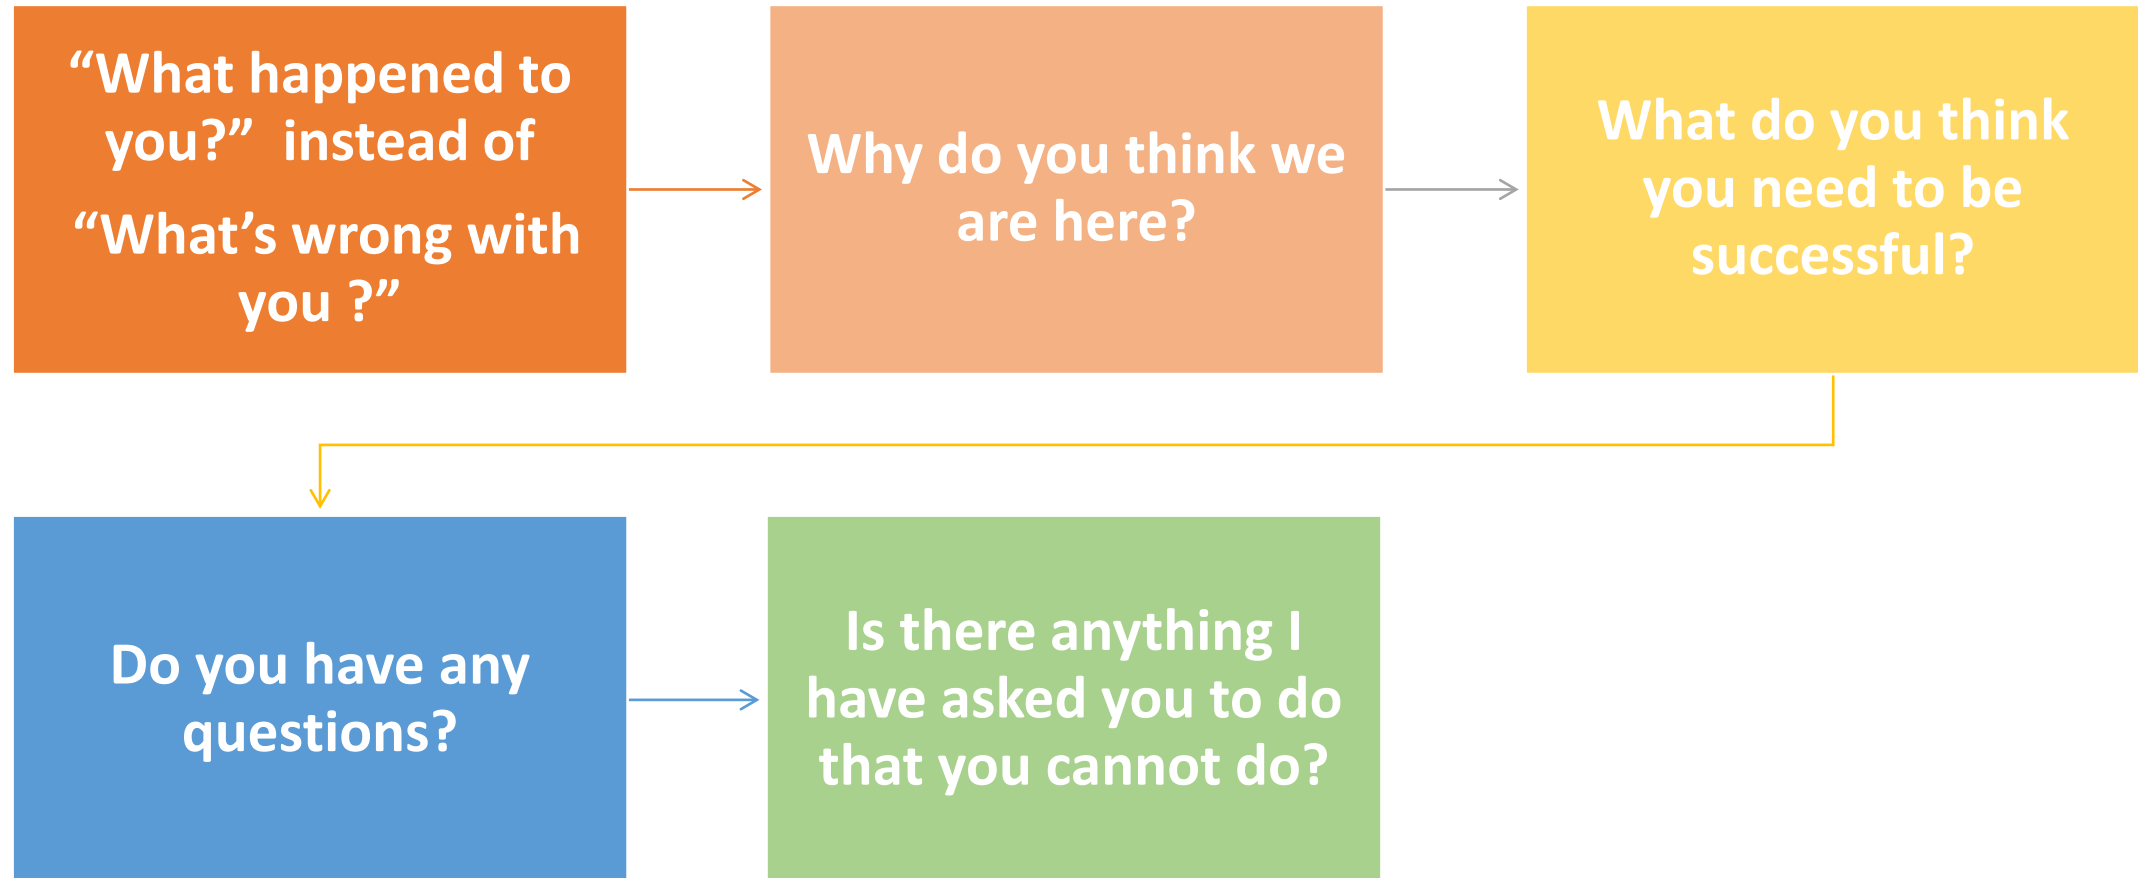 “What happened to
you?”  instead of
“What’s wrong with
you ?”
Why do you think we
are here?
What do you think
you need to be
successful?
Do you have any
questions?
Is there anything I
have asked you to do
that you cannot do?